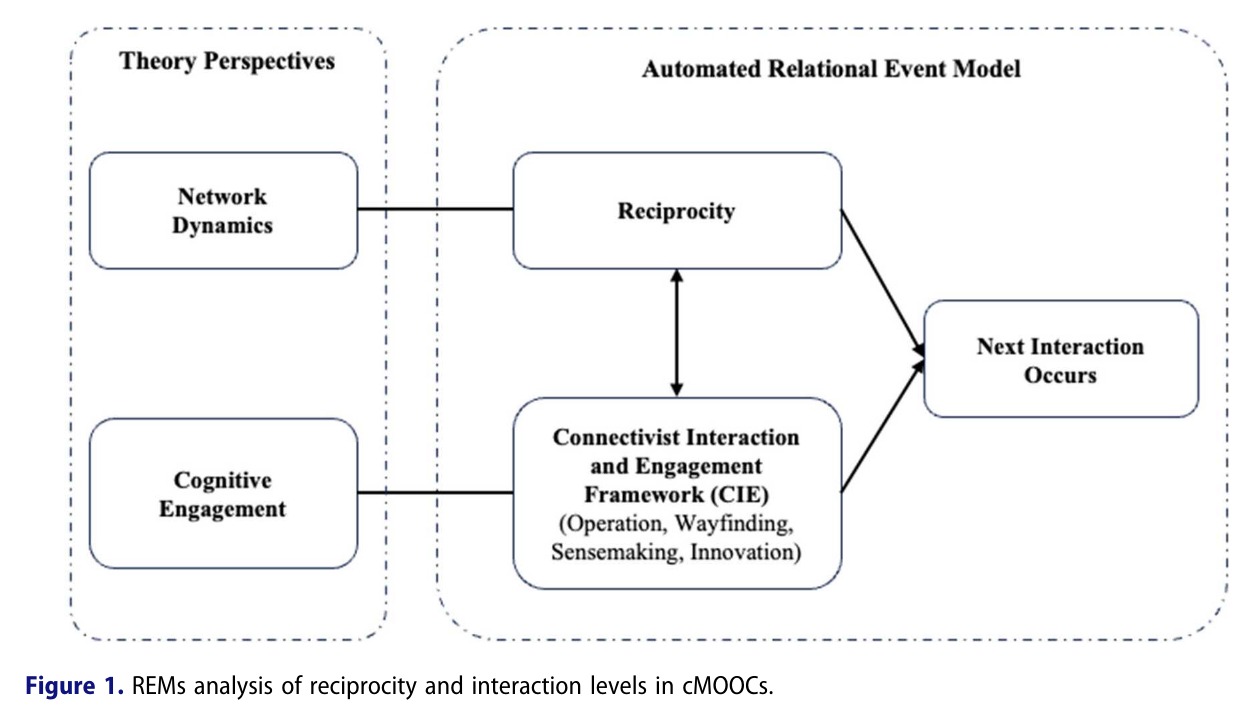 Theory Perspectives
Automated Relational Event Model
Network
Dynamics
Reciprocity
Next Interaction
Occurs
Cognitive
Engagement
Connectivist Interaction
and Engagement
Framework (CIE)
(Operation, Wayfinding,
Sensemaking, Innovation)
Figure 1. REMs analysis of reciprocity and interaction levels in cMOOCs.